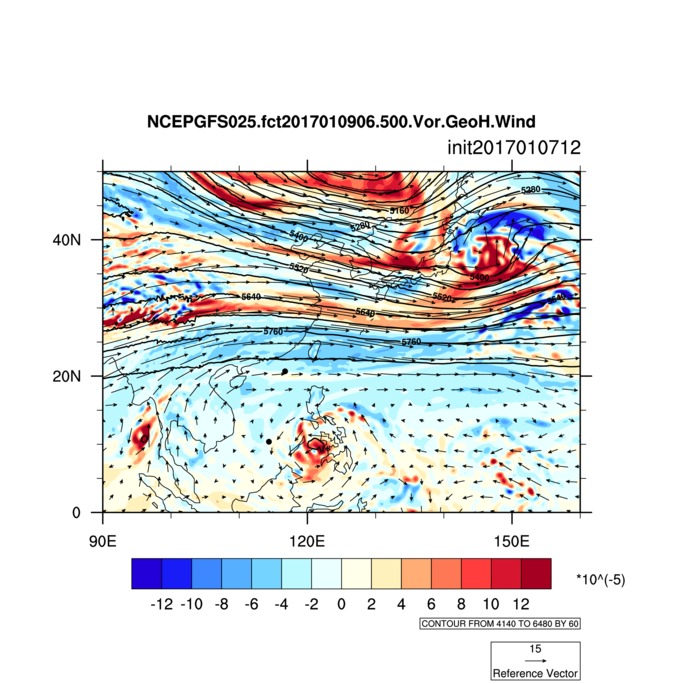 NCEPGFS025.fct2017010906.500.Vor.GeoH.Wind
init2017010712
5280
5160
5280
5400
40N
5400
5520
5520
5640
5640
5760
5760
20N
0
90E 120E 150E
-12 -10 -8 -6 -4 -2 0 2 4 6 8 10 12
*10^(-5)
CONTOUR FROM 4140 TO 6480 BY 60
15
Reference Vector